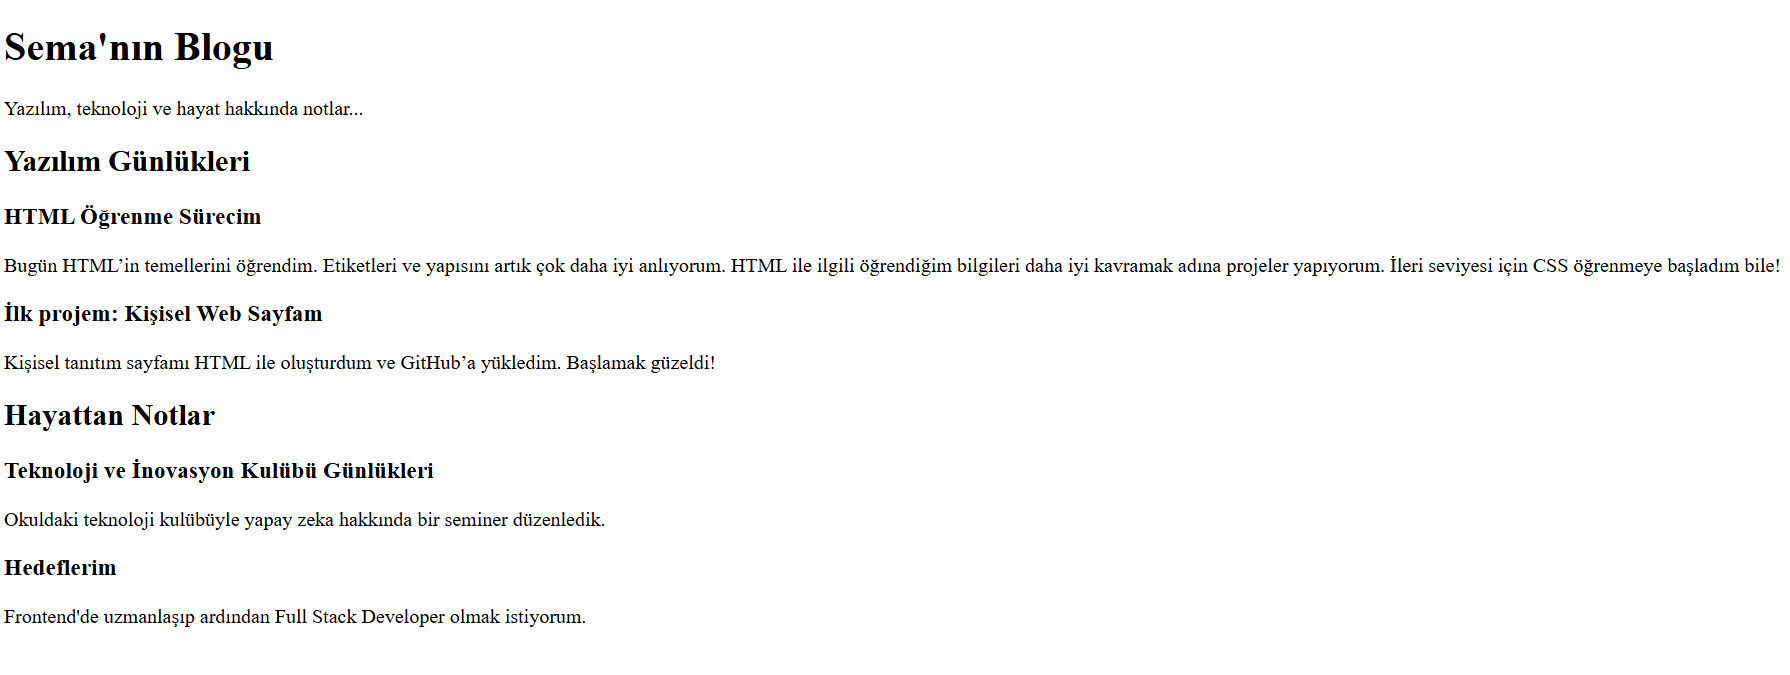 Sema'nın Blogu
Yazılım, teknoloji ve hayat hakkında notlar...
Yazılım Günlükleri
HTML Öğrenme Sürecim
Bugün HTML’in temellerini öğrendim. Etiketleri ve yapısını artık çok daha iyi anlıyorum. HTML ile ilgili öğrendiğim bilgileri daha iyi kavramak adına projeler yapıyorum. İleri seviyesi için CSS öğrenmeye başladım bile!
İlk projem: Kişisel Web Sayfam
Kişisel tanıtım sayfamı HTML ile oluşturdum ve GitHub’a yükledim. Başlamak güzeldi!
Hayattan Notlar
Teknoloji ve İnovasyon Kulübü Günlükleri
Okuldaki teknoloji kulübüyle yapay zeka hakkında bir seminer düzenledik.
Hedeflerim
Frontend'de uzmanlaşıp ardından Full Stack Developer olmak istiyorum.